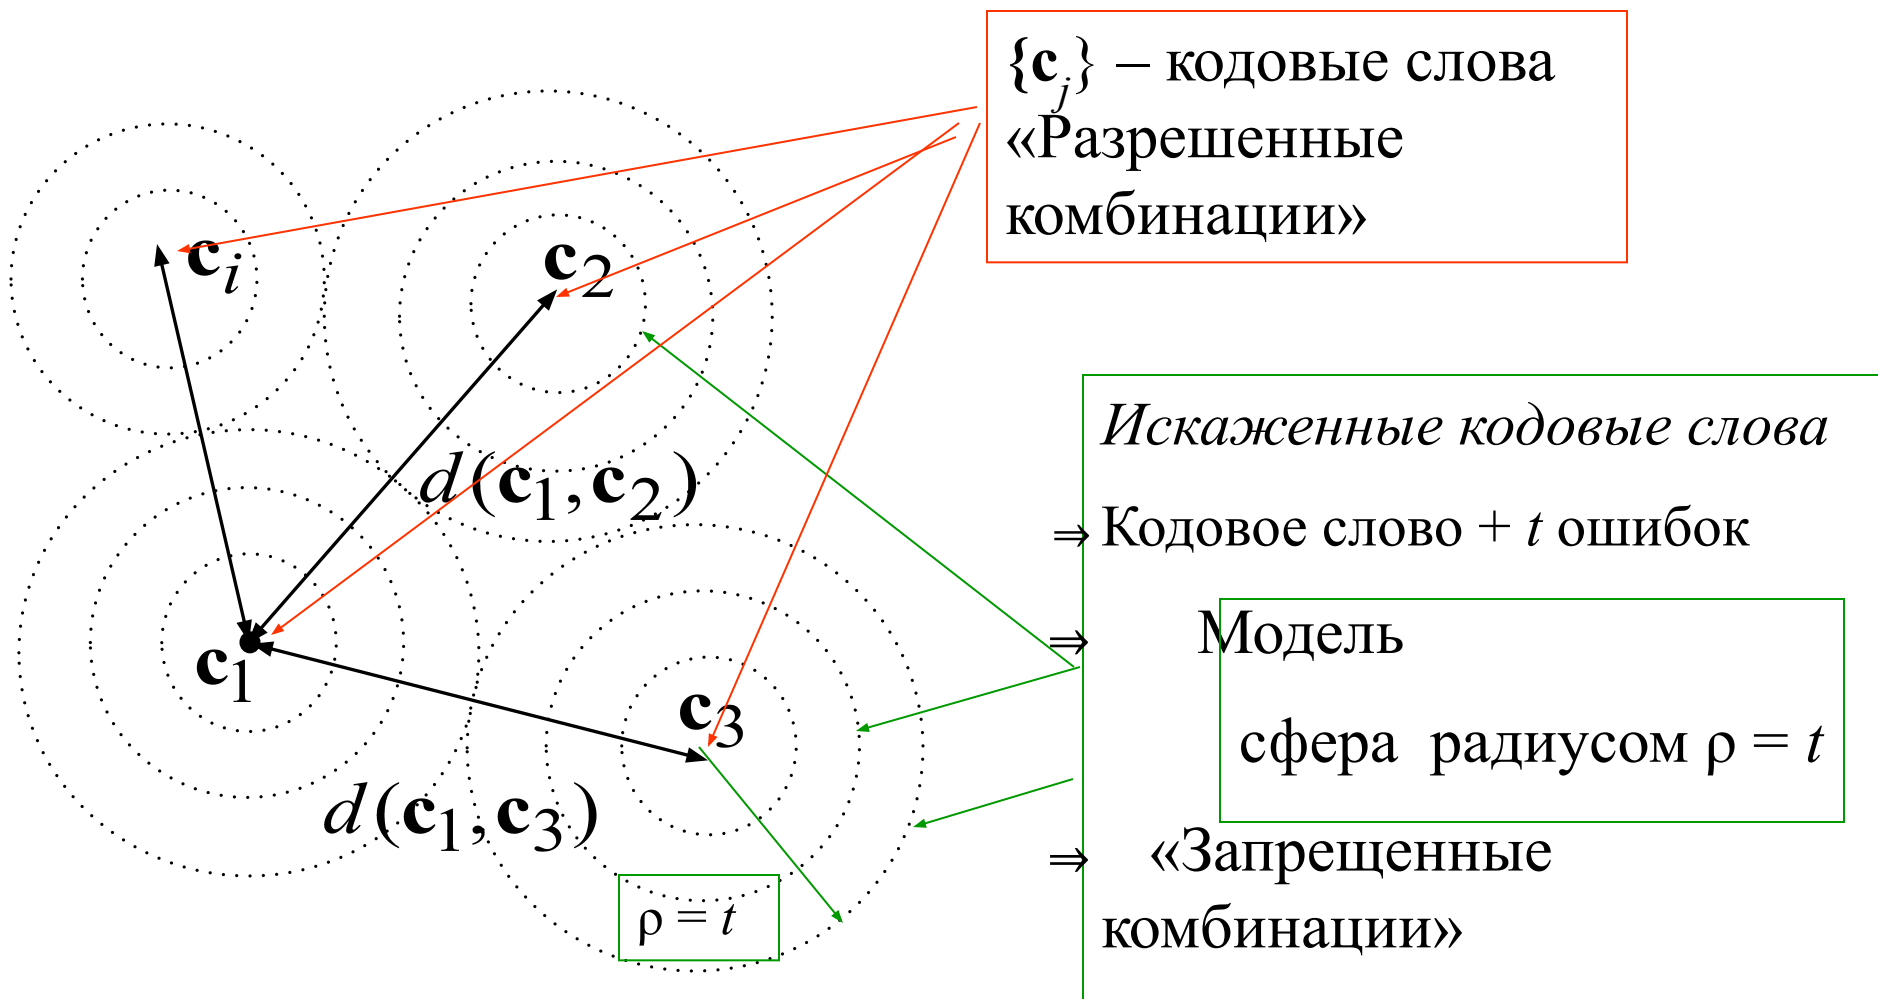 {c_j} – кодовые слова
«Разрешенные
комбинации»
c_i
c_2
d(c_1,c_2)
c_1
c_3
d(c_1,c_3)
ρ = t
Искаженные кодовые слова
⇒ Кодовое слово + t ошибок
⇒ Модель
сфера радиусом ρ = t
⇒ «Запрещенные
комбинации»